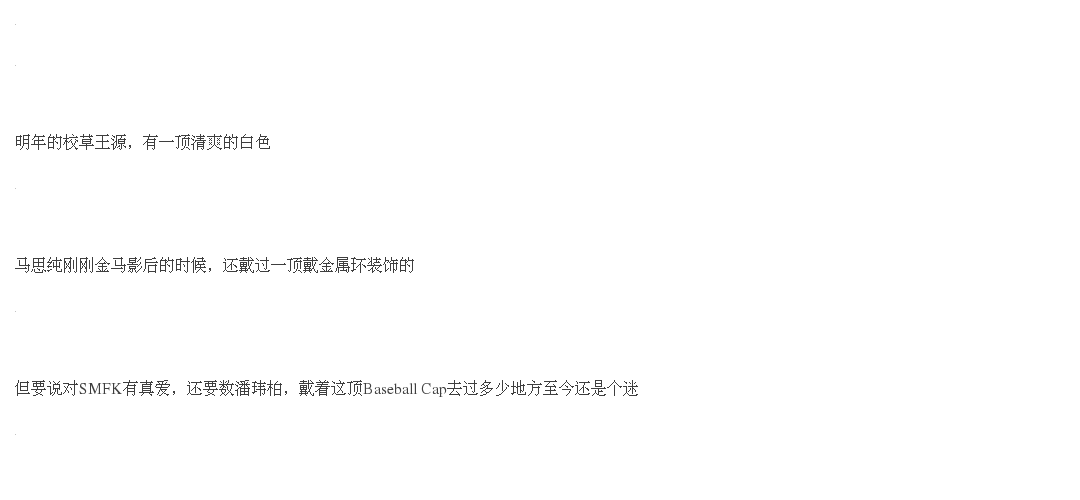 明年的校草王源，有一顶清爽的白色
马思纯刚刚金马影后的时候，还戴过一顶戴金属环装饰的
但要说对SMFK有真爱，还要数潘玮柏，戴着这顶Baseball Cap去过多少地方至今还是个迷